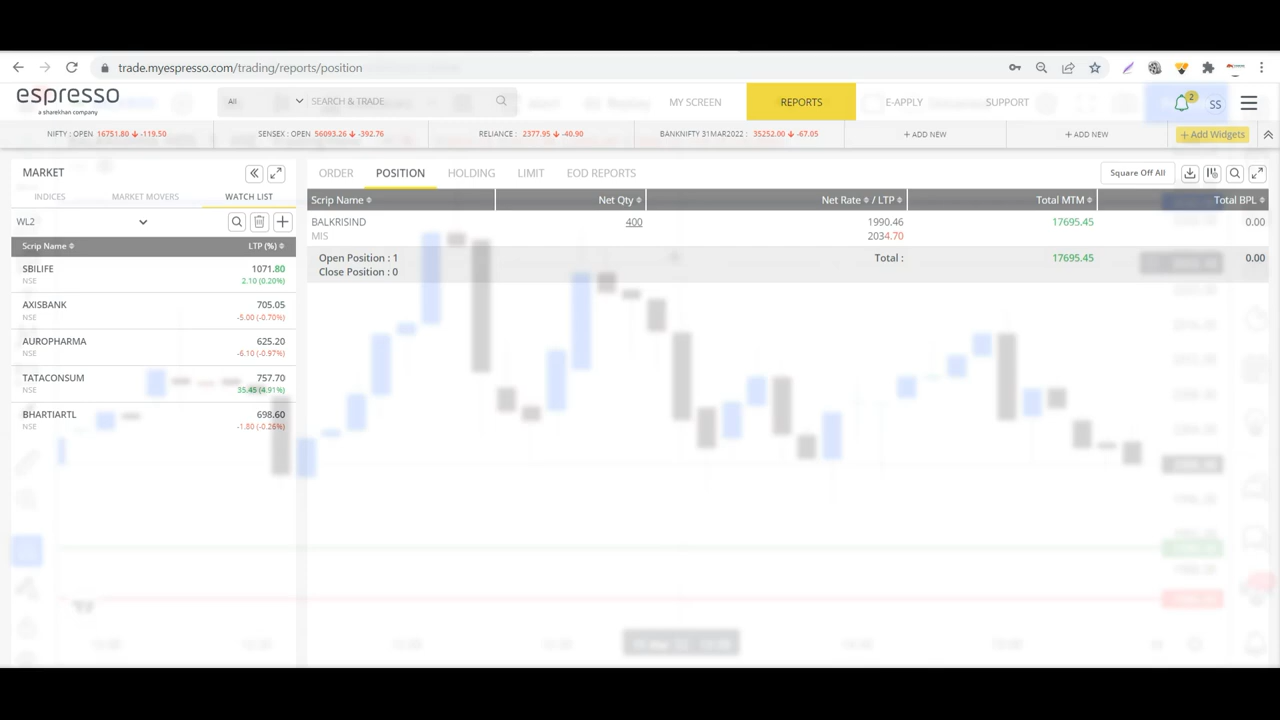 trade.myespresso.com/trading/reports/position
espresso
a sharekhan company
All
SEARCH & TRADE
MY SCREEN
REPORTS
E-APPLY
SUPPORT
2
SS
NIFTY : OPEN 16751.80 -119.50
SENSEX : OPEN 56093.26 -392.76
RELIANCE : 2377.95 -40.90
BANKNIFTY 31MAR2022 : 35252.00 -67.05
+ ADD NEW
+ ADD NEW
+ Add Widgets
MARKET
INDICES
MARKET MOVERS
WATCH LIST
WL2
Scrip Name LTP (%)
SBILIFE 1071.80
NSE 2.10 (0.20%)
AXISBANK 705.05
NSE -5.00 (-0.70%)
AUROPHARMA 625.20
NSE -6.10 (-0.97%)
TATACONSUM 757.70
NSE 35.45 (4.91%)
BHARTIARTL 698.60
NSE -1.80 (-0.26%)
ORDER
POSITION
HOLDING
LIMIT
EOD REPORTS
Square Off All
Scrip Name Net Qty Net Rate / LTP Total MTM Total BPL
BALKRISIND 400 1990.46 17695.45 0.00
MIS 2034.70
Open Position : 1 Total : 17695.45 0.00
Close Position : 0